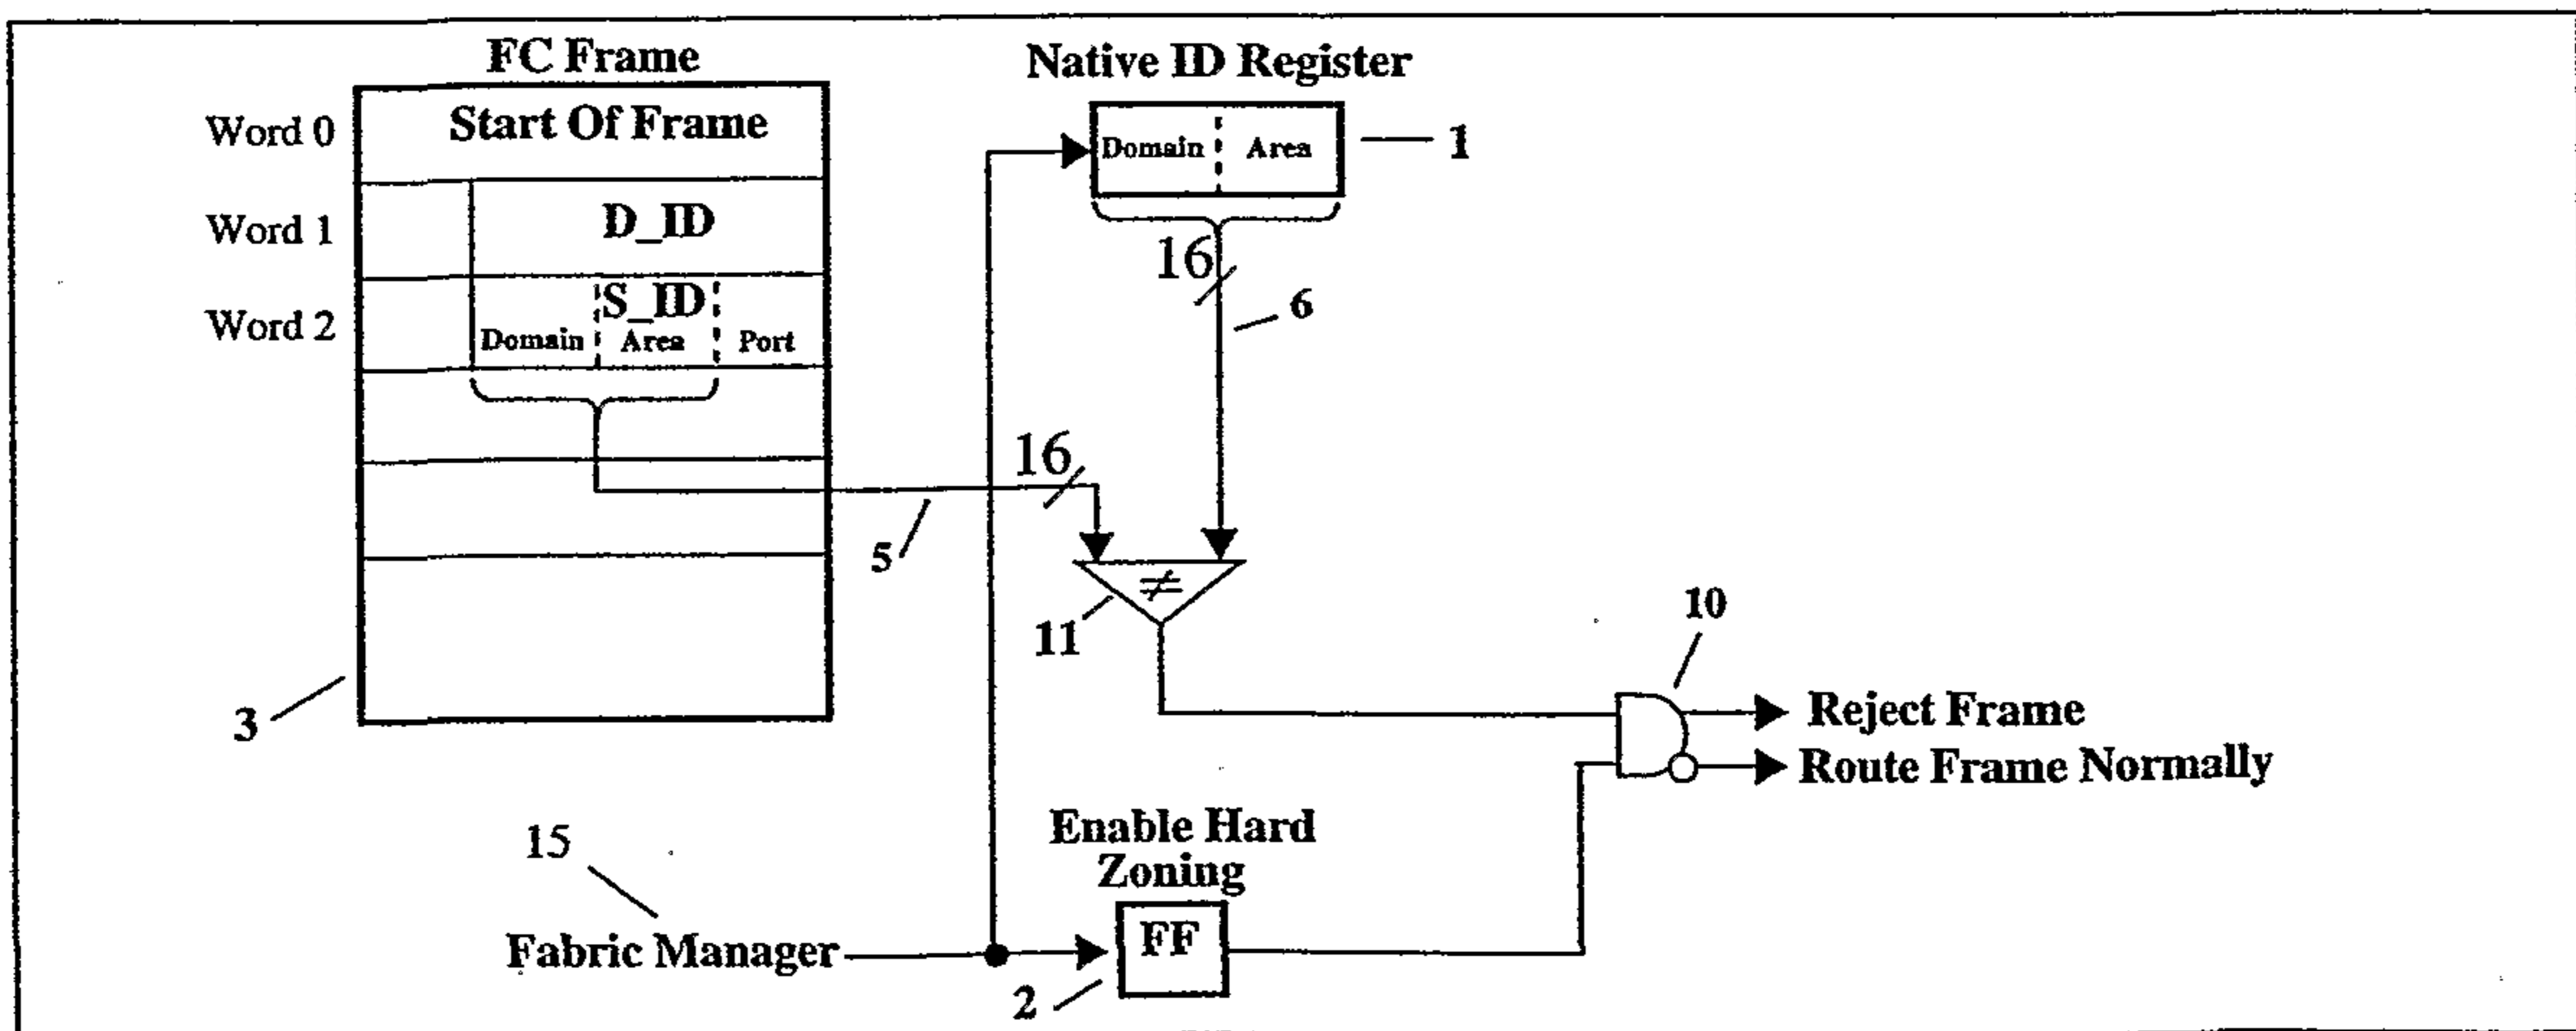 FC Frame
Word 0
Start Of Frame
Word 1
D_ID
Word 2
S_ID
Domain
Area
Port
3
5
Native ID Register
Domain
Area
1
16
6
16
≠
11
10
Reject Frame
Route Frame Normally
15
Fabric Manager
Enable Hard
Zoning
FF
2